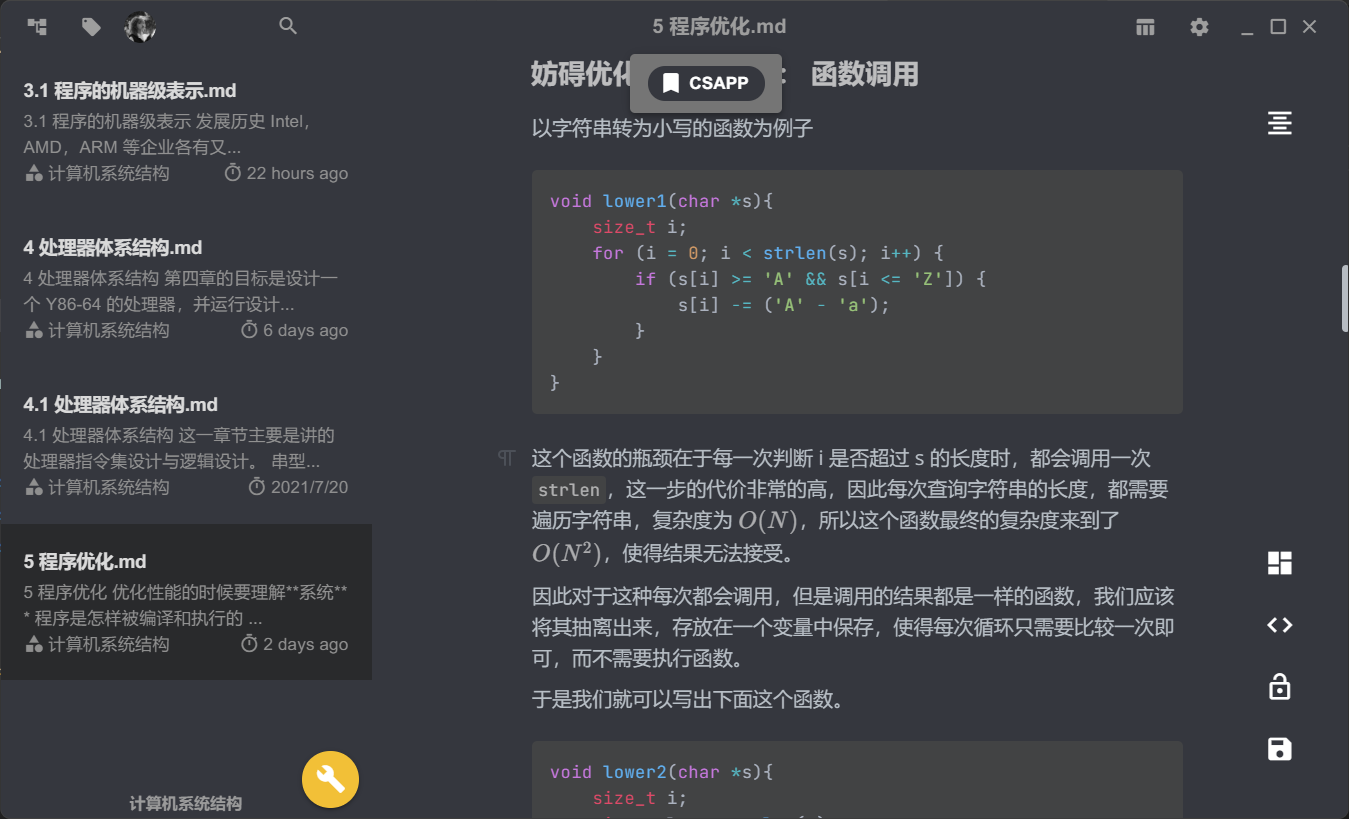 5 程序优化.md
3.1 程序的机器级表示.md
3.1 程序的机器级表示 发展历史 Intel，
AMD，ARM 等企业各有又...
计算机系统结构 22 hours ago
4 处理器体系结构.md
4 处理器体系结构 第四章的目标是设计一
个 Y86-64 的处理器，并运行设计...
计算机系统结构 6 days ago
4.1 处理器体系结构.md
4.1 处理器体系结构 这一章节主要是讲的
处理器指令集设计与逻辑设计。 串型...
计算机系统结构 2021/7/20
5 程序优化.md
5 程序优化 优化性能的时候要理解**系统**
* 程序是怎样被编译和执行的 ...
计算机系统结构 2 days ago
计算机系统结构
妨碍优化 ： 函数调用
CSAPP
以字符串转为小写的函数为例子
void lower1(char *s){
    size_t i;
    for (i = 0; i < strlen(s); i++) {
        if (s[i] >= 'A' && s[i <= 'Z']) {
            s[i] -= ('A' - 'a');
        }
    }
}
这个函数的瓶颈在于每一次判断 i 是否超过 s 的长度时，都会调用一次
strlen，这一步的代价非常的高，因此每次查询字符串的长度，都需要
遍历字符串，复杂度为 O(N)，所以这个函数最终的复杂度来到了
O(N²)，使得结果无法接受。
因此对于这种每次都会调用，但是调用的结果都是一样的函数，我们应该
将其抽离出来，存放在一个变量中保存，使得每次循环只需要比较一次即
可，而不需要执行函数。
于是我们就可以写出下面这个函数。
void lower2(char *s){
    size_t i;